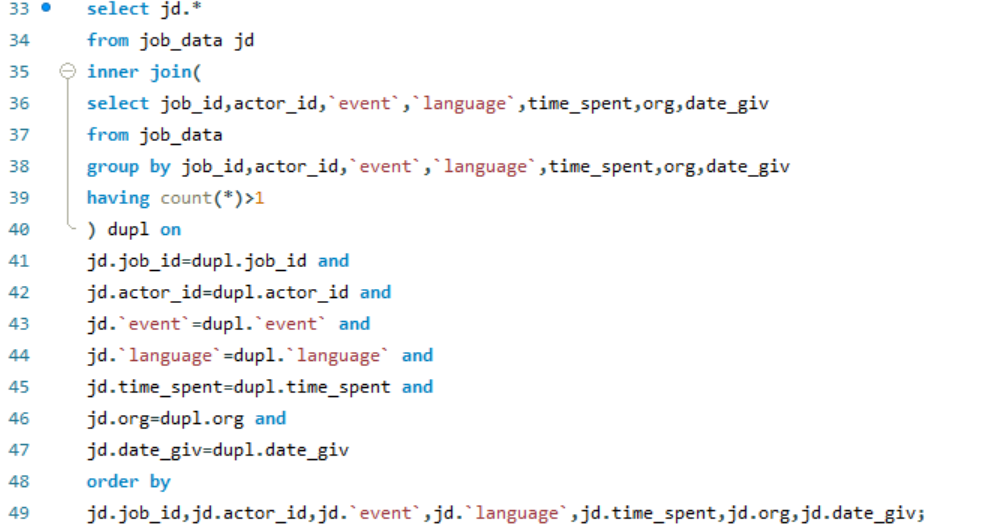 33 select jd.*
34 from job_data jd
35 inner join(
36 select job_id,actor_id,`event`,`language`,time_spent,org,date_giv
37 from job_data
38 group by job_id,actor_id,`event`,`language`,time_spent,org,date_giv
39 having count(*)>1
40 ) dupl on
41 jd.job_id=dupl.job_id and
42 jd.actor_id=dupl.actor_id and
43 jd.`event`=dupl.`event` and
44 jd.`language`=dupl.`language` and
45 jd.time_spent=dupl.time_spent and
46 jd.org=dupl.org and
47 jd.date_giv=dupl.date_giv
48 order by
49 jd.job_id,jd.actor_id,jd.`event`,jd.`language`,jd.time_spent,jd.org,jd.date_giv;